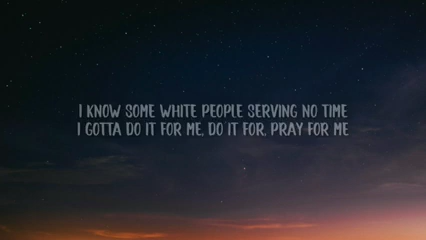 I KNOW SOME WHITE PEOPLE SERVING NO TIME
I GOTTA DO IT FOR ME, DO IT FOR, PRAY FOR ME